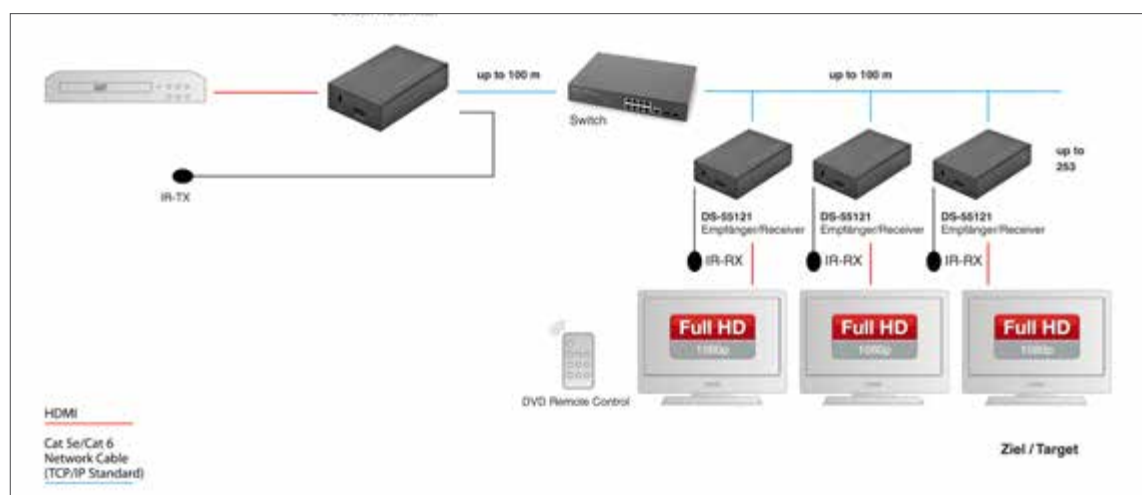 up to 100 m
up to 100 m
Switch
IR-TX
up to
253
DS-55121
Empfänger/Receiver
DS-55121
Empfänger/Receiver
DS-55121
Empfänger/Receiver
IR-RX
IR-RX
IR-RX
Full HD
1080p
Full HD
1080p
Full HD
1080p
DVD Remote Control
HDMI
Cat 5e/Cat 6
Network Cable
(TCP/IP Standard)
Ziel / Target